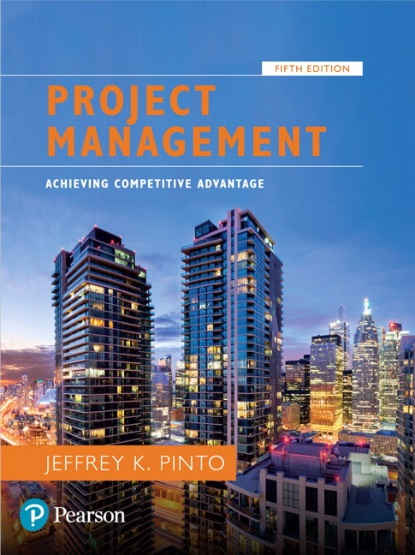 FIFTH EDITION
PROJECT
MANAGEMENT
ACHIEVING COMPETITIVE ADVANTAGE
JEFFREY K. PINTO
P Pearson